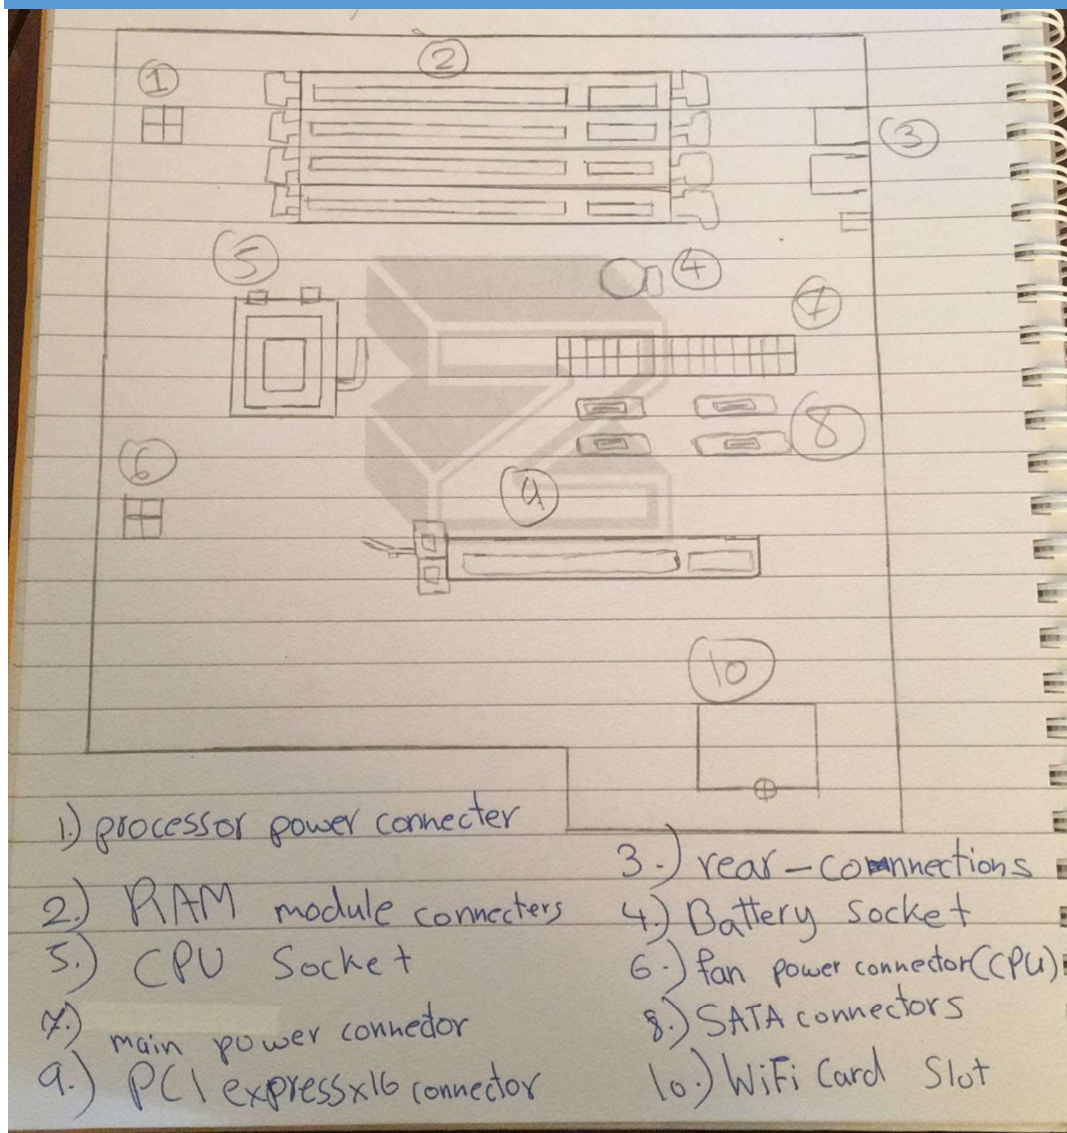 1
2
3
4
5
6
7
8
9
10
1.) processor power connecter
3.) rear-connnections
2.) RAM module connecters
4.) Battery Socket
5.) CPU Socket
6.) fan power connector(CPU)
7.) main power connector
8.) SATA connectors
9.) PCI expressx16 connector
10.) WiFi Card Slot